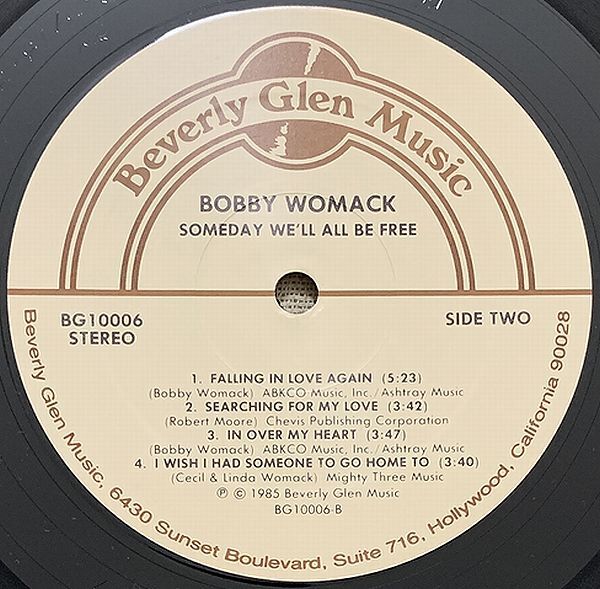 Beverly Glen Music
BOBBY WOMACK
SOMEDAY WE'LL ALL BE FREE
BG10006
STEREO
SIDE TWO
1. FALLING IN LOVE AGAIN (5:23)
(Bobby Womack) ABKCO Music, Inc./Ashtray Music
2. SEARCHING FOR MY LOVE (3:42)
(Robert Moore) Chevis Publishing Corporation
3. IN OVER MY HEART (3:47)
(Bobby Womack) ABKCO Music, Inc./Ashtray Music
4. I WISH I HAD SOMEONE TO GO HOME TO (3:40)
(Cecil & Linda Womack) Mighty Three Music
℗ © 1985 Beverly Glen Music
BG10006-B
Beverly Glen Music, 6430 Sunset Boulevard, Suite 716, Hollywood, California 90028